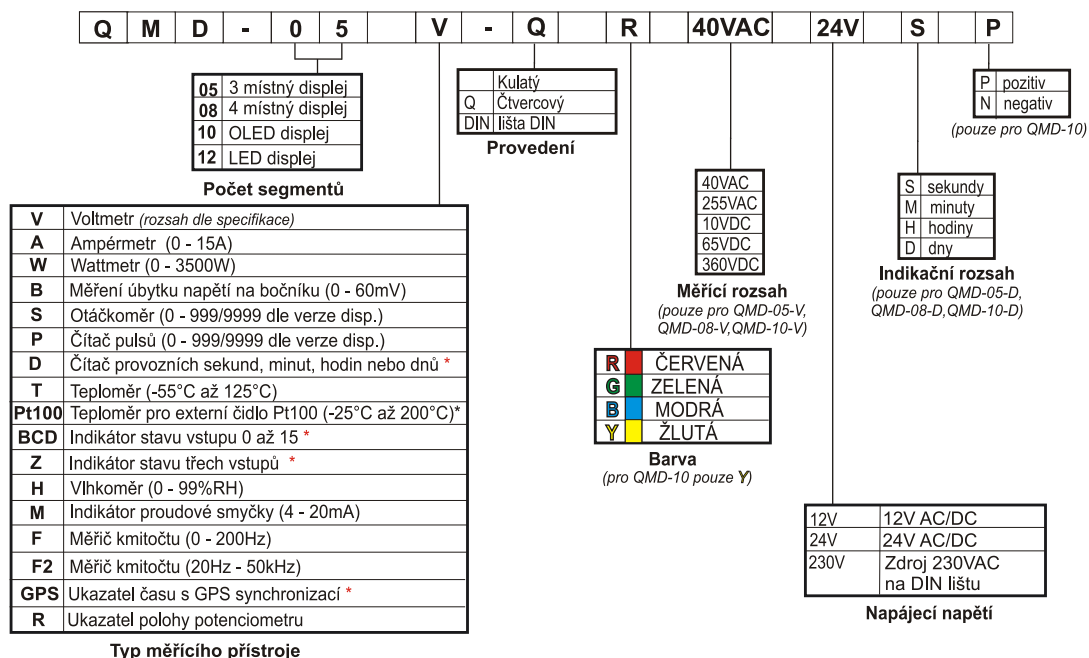 Q M D - 0 5 V - Q R 40VAC 24V S P
05 3 místný displej
08 4 místný displej
10 OLED displej
12 LED displej
Počet segmentů
Kulatý
Q Čtvercový
DIN lišta DIN
Provedení
P pozitiv
N negativ
(pouze pro QMD-10)
40VAC
255VAC
10VDC
65VDC
360VDC
Měřící rozsah
(pouze pro QMD-05-V,
QMD-08-V,QMD-10-V)
S sekundy
M minuty
H hodiny
D dny
Indikační rozsah
(pouze pro QMD-05-D,
QMD-08-D,QMD-10-D)
V Voltmetr (rozsah dle specifikace)
A Ampérmetr (0 - 15A)
W Wattmetr (0 - 3500W)
B Měření úbytku napětí na bočníku (0 - 60mV)
S Otáčkoměr (0 - 999/9999 dle verze disp.)
P Čítač pulsů (0 - 999/9999 dle verze disp.)
D Čítač provozních sekund, minut, hodin nebo dnů *
T Teploměr (-55°C až 125°C)
Pt100 Teploměr pro externí čidlo Pt100 (-25°C až 200°C)*
BCD Indikátor stavu vstupu 0 až 15 *
Z Indikátor stavu třech vstupů *
H Vlhkoměr (0 - 99%RH)
M Indikátor proudové smyčky (4 - 20mA)
F Měřič kmitočtu (0 - 200Hz)
F2 Měřič kmitočtu (20Hz - 50kHz)
GPS Ukazatel času s GPS synchronizací *
R Ukazatel polohy potenciometru
Typ měřícího přístroje
R ČERVENÁ
G ZELENÁ
B MODRÁ
Y ŽLUTÁ
Barva
(pro QMD-10 pouze Y)
12V 12V AC/DC
24V 24V AC/DC
230V Zdroj 230VAC
na DIN lištu
Napájecí napětí